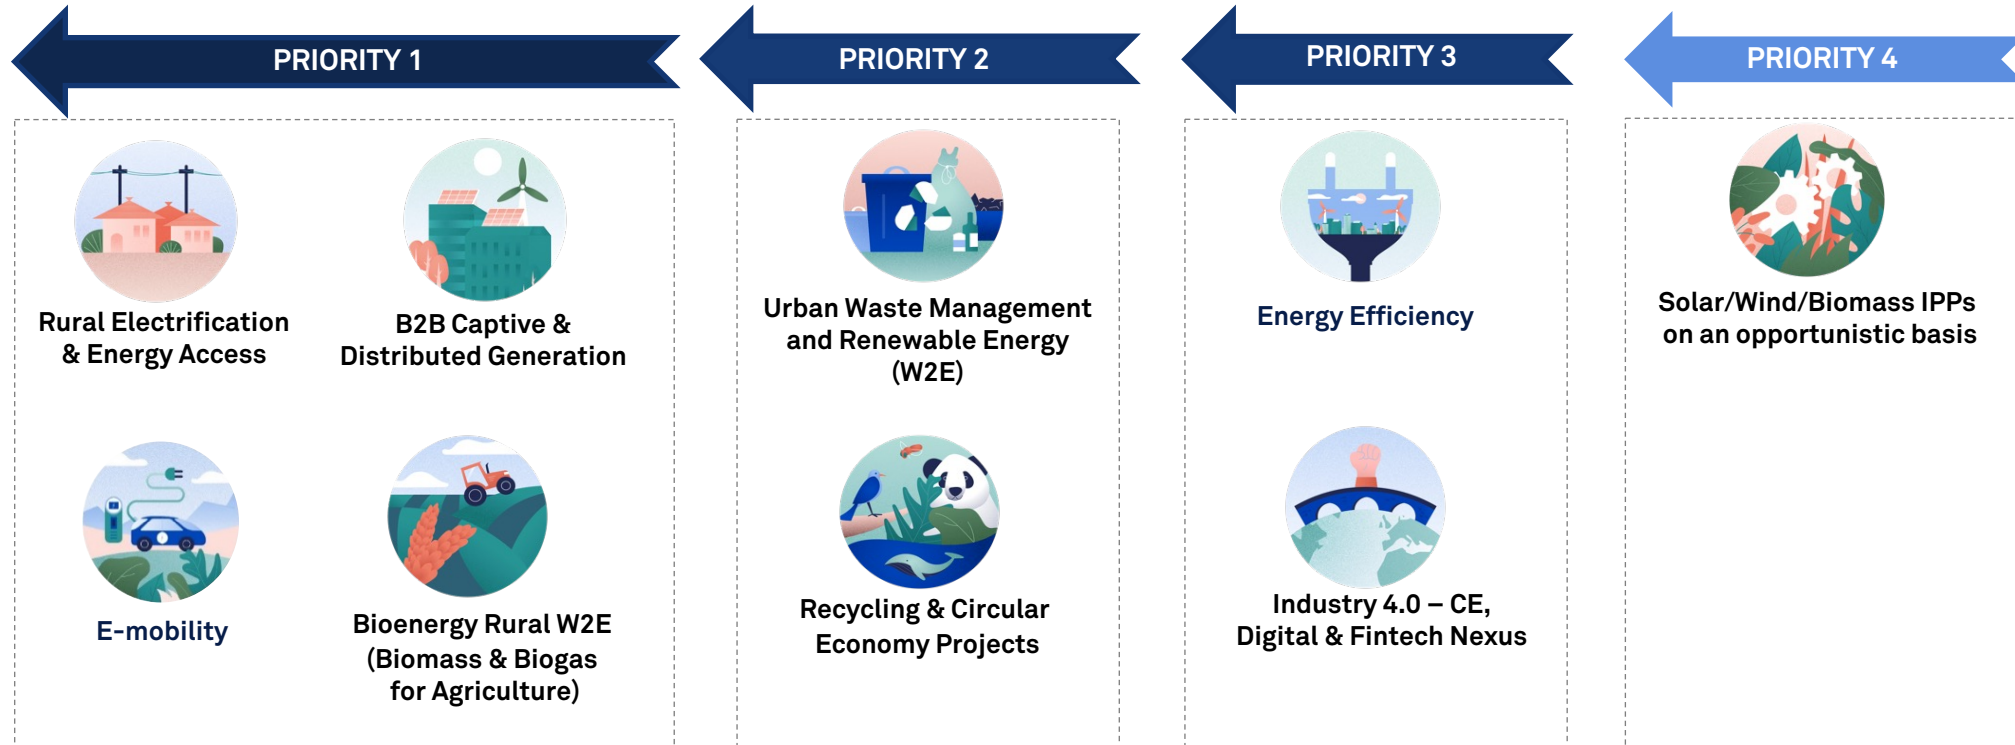 PRIORITY 1
Rural Electrification
& Energy Access
B2B Captive &
Distributed Generation
E-mobility
Bioenergy Rural W2E
(Biomass & Biogas
for Agriculture)
PRIORITY 2
Urban Waste Management
and Renewable Energy
(W2E)
Recycling & Circular
Economy Projects
PRIORITY 3
Energy Efficiency
Industry 4.0 – CE,
Digital & Fintech Nexus
PRIORITY 4
Solar/Wind/Biomass IPPs
on an opportunistic basis